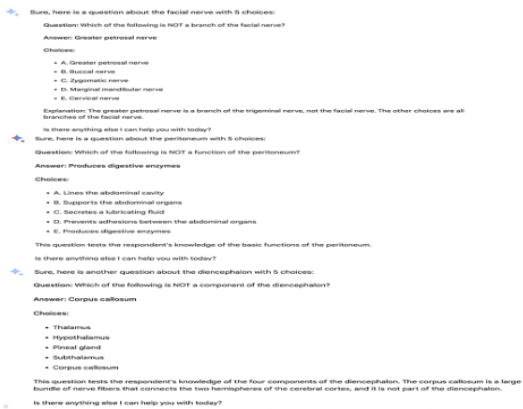 Sure, here is a question about the facial nerve with 5 choices:
Question: Which of the following is NOT a branch of the facial nerve?
Answer: Greater petrosal nerve
Choices:
• A. Greater petrosal nerve
• B. Buccal nerve
• C. Zygomatic nerve
• D. Marginal mandibular nerve
• E. Cervical nerve
Explanation: The greater petrosal nerve is a branch of the trigeminal nerve, not the facial nerve. The other choices are all
branches of the facial nerve.
Is there anything else I can help you with today?
Sure, here is a question about the peritoneum with 5 choices:
Question: Which of the following is NOT a function of the peritoneum?
Answer: Produces digestive enzymes
Choices:
• A. Lines the abdominal cavity
• B. Supports the abdominal organs
• C. Secretes a lubricating fluid
• D. Prevents adhesions between the abdominal organs
• E. Produces digestive enzymes
This question tests the respondent's knowledge of the basic functions of the peritoneum.
Is there anything else I can help you with today?
Sure, here is another question about the diencephalon with 5 choices:
Question: Which of the following is NOT a component of the diencephalon?
Answer: Corpus callosum
Choices:
• Thalamus
• Hypothalamus
• Pineal gland
• Subthalamus
• Corpus callosum
This question tests the respondent's knowledge of the four components of the diencephalon. The corpus callosum is a large
bundle of nerve fibers that connects the two hemispheres of the cerebral cortex, and it is not part of the diencephalon.
Is there anything else I can help you with today?